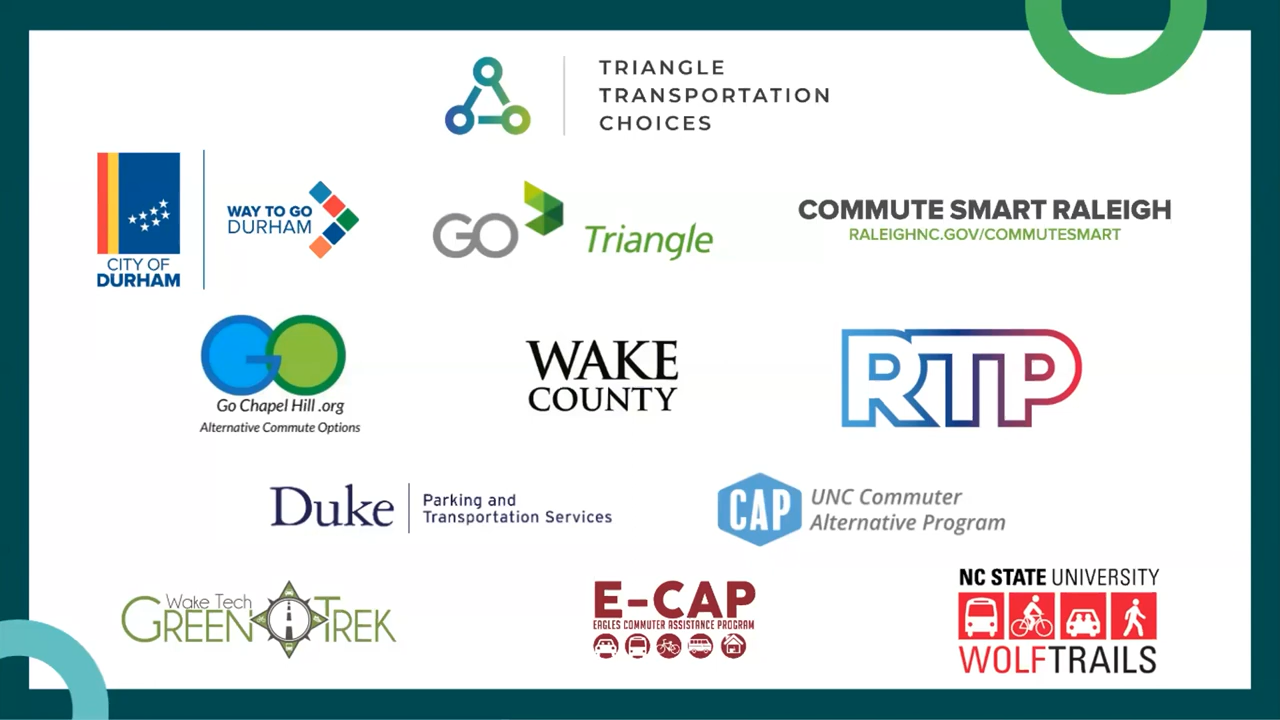 TRIANGLE
TRANSPORTATION
CHOICES
CITY OF
DURHAM
WAY TO GO
DURHAM
GO Triangle
COMMUTE SMART RALEIGH
RALEIGHNC.GOV/COMMUTESMART
GO
Go Chapel Hill .org
Alternative Commute Options
WAKE
COUNTY
RTP
Duke
Parking and
Transportation Services
CAP
UNC Commuter
Alternative Program
Wake Tech
GREEN TREK
E-CAP
EAGLES COMMUTER ASSISTANCE PROGRAM
NC STATE UNIVERSITY
WOLFTRAILS